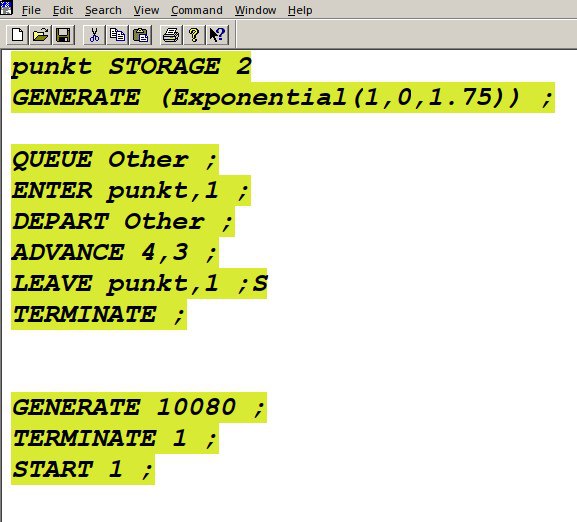 File Edit Search View Command Window Help
punkt STORAGE 2
GENERATE (Exponential(1,0,1.75)) ;
QUEUE Other ;
ENTER punkt,1 ;
DEPART Other ;
ADVANCE 4,3 ;
LEAVE punkt,1 ;S
TERMINATE ;
GENERATE 10080 ;
TERMINATE 1 ;
START 1 ;